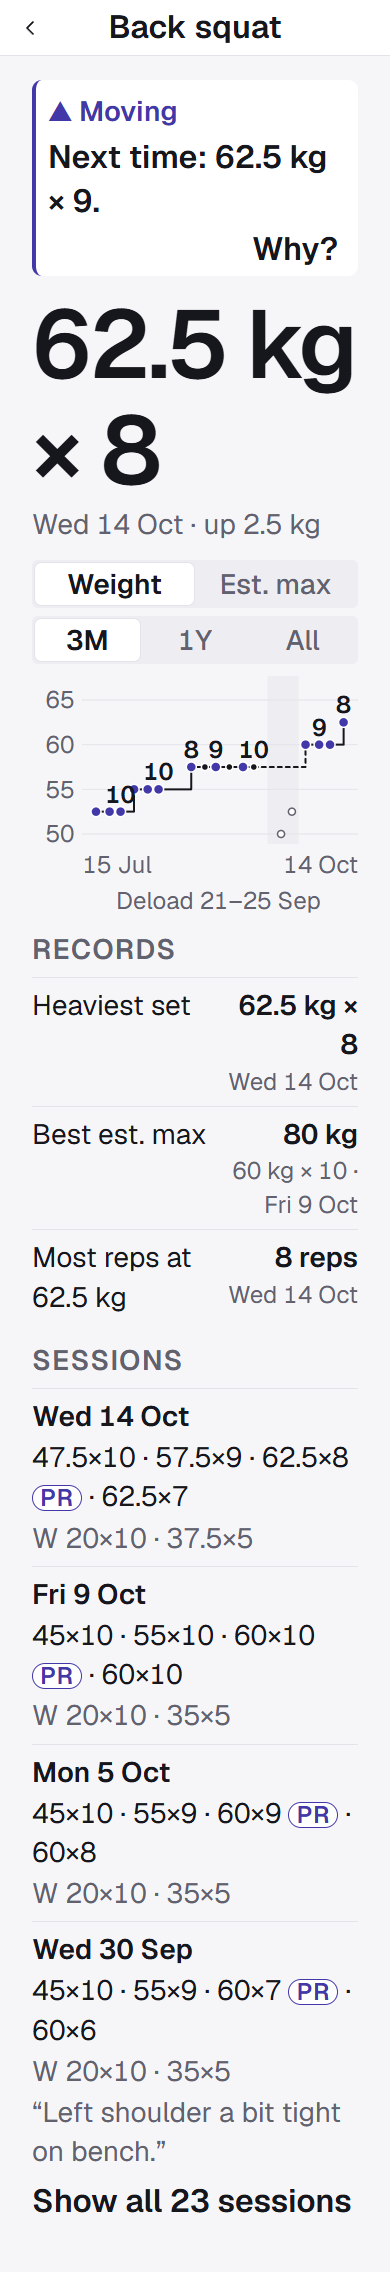 Back squat
▲ Moving
Next time: 62.5 kg
× 9.
Why?
62.5 kg
× 8
Wed 14 Oct · up 2.5 kg
Weight Est. max
3M 1Y All
65
60
55
50
10 10 8 9 10 9 8
15 Jul 14 Oct
Deload 21–25 Sep
RECORDS
Heaviest set 62.5 kg ×
8
Wed 14 Oct
Best est. max 80 kg
60 kg × 10 ·
Fri 9 Oct
Most reps at 8 reps
62.5 kg Wed 14 Oct
SESSIONS
Wed 14 Oct
47.5×10 · 57.5×9 · 62.5×8
PR · 62.5×7
W 20×10 · 37.5×5
Fri 9 Oct
45×10 · 55×10 · 60×10
PR · 60×10
W 20×10 · 35×5
Mon 5 Oct
45×10 · 55×9 · 60×9 PR ·
60×8
W 20×10 · 35×5
Wed 30 Sep
45×10 · 55×9 · 60×7 PR ·
60×6
W 20×10 · 35×5
“Left shoulder a bit tight
on bench.”
Show all 23 sessions